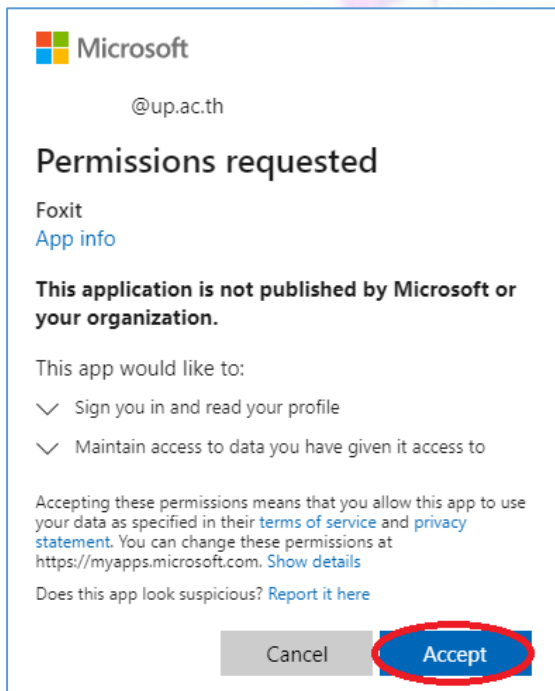 Microsoft
@up.ac.th
Permissions requested
Foxit
App info
This application is not published by Microsoft or
your organization.
This app would like to:
Sign you in and read your profile
Maintain access to data you have given it access to
Accepting these permissions means that you allow this app to use
your data as specified in their terms of service and privacy
statement. You can change these permissions at
https://myapps.microsoft.com. Show details
Does this app look suspicious? Report it here
Cancel Accept